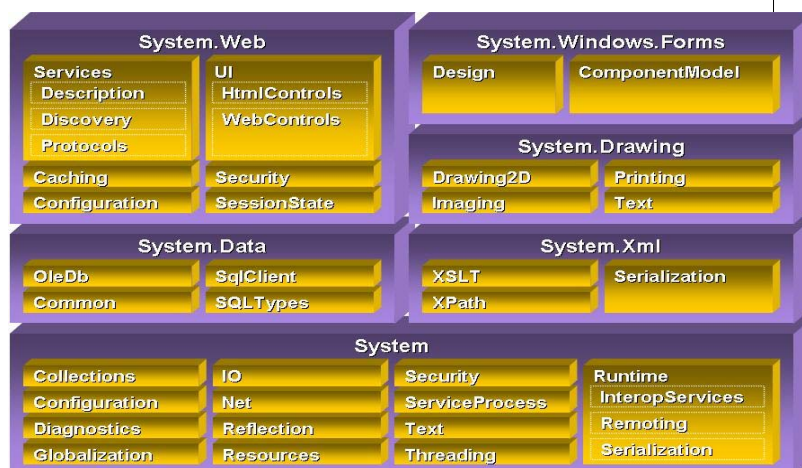 System.Web
Services
Description
Discovery
Protocols
UI
HtmlControls
WebControls
Caching
Security
Configuration
SessionState
System.Windows.Forms
Design
ComponentModel
System.Drawing
Drawing2D
Printing
Imaging
Text
System.Data
OleDb
SqlClient
Common
SQLTypes
System.Xml
XSLT
Serialization
XPath
System
Collections
IO
Security
Runtime
InteropServices
Remoting
Serialization
Configuration
Net
ServiceProcess
Diagnostics
Reflection
Text
Globalization
Resources
Threading